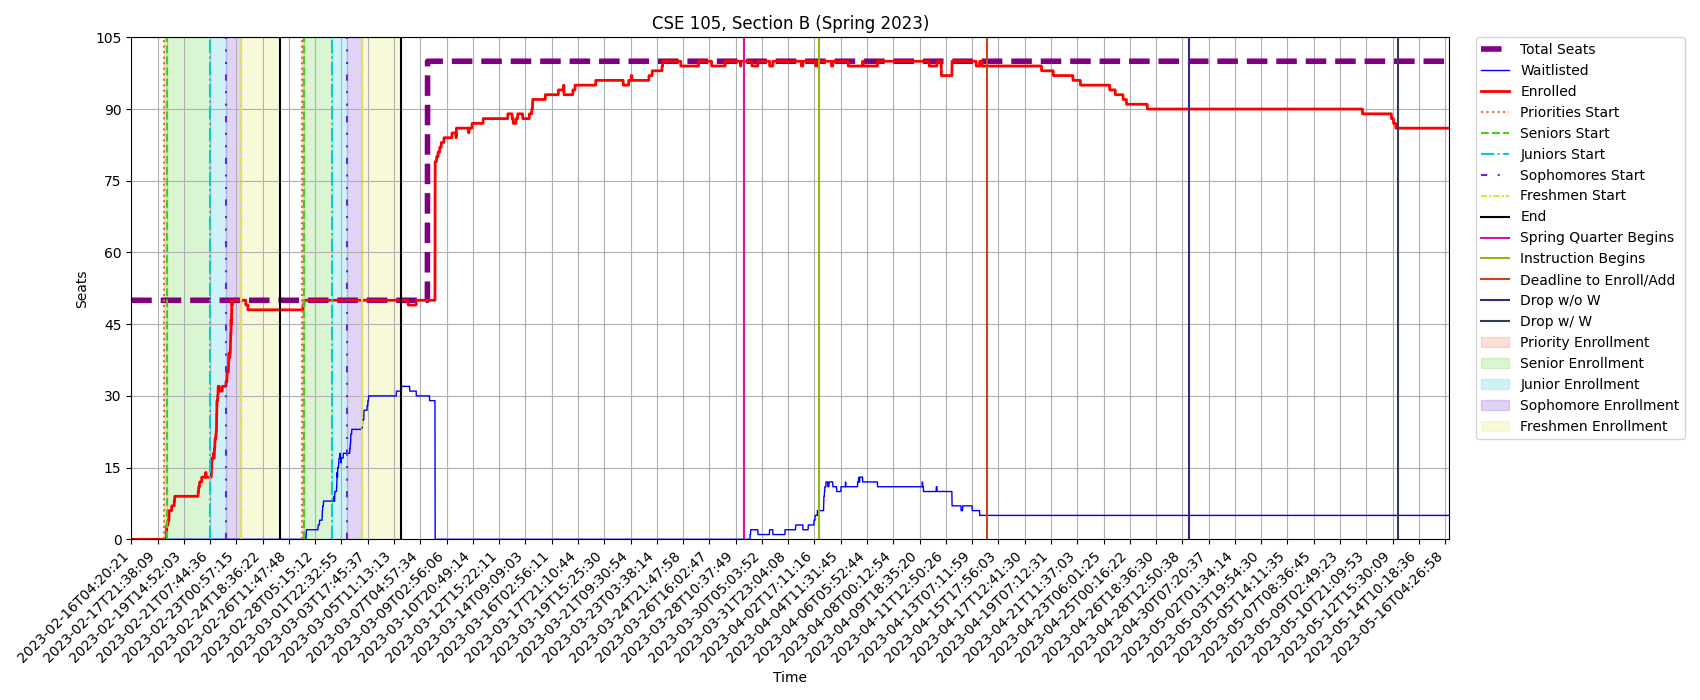 CSE 105, Section B (Spring 2023)
105
90
75
60
45
30
15
0
Seats
2023-02-16T04:20:21
2023-02-17T21:38:09
2023-02-19T14:52:03
2023-02-21T07:44:36
2023-02-23T00:57:15
2023-02-24T18:36:22
2023-02-26T11:47:48
2023-02-28T05:15:12
2023-03-01T22:32:55
2023-03-03T17:45:37
2023-03-05T11:13:13
2023-03-07T04:57:34
2023-03-09T02:56:06
2023-03-10T20:49:14
2023-03-12T15:22:11
2023-03-14T09:09:03
2023-03-16T02:56:11
2023-03-17T21:10:44
2023-03-19T15:25:30
2023-03-21T09:30:54
2023-03-23T03:38:14
2023-03-24T21:47:58
2023-03-26T16:02:47
2023-03-28T10:37:49
2023-03-30T05:03:52
2023-03-31T23:04:08
2023-04-02T17:11:16
2023-04-04T11:31:45
2023-04-06T05:52:44
2023-04-08T00:12:54
2023-04-09T18:35:20
2023-04-11T12:50:26
2023-04-13T07:11:59
2023-04-15T17:56:03
2023-04-17T12:41:30
2023-04-19T07:12:31
2023-04-21T11:37:03
2023-04-23T06:01:25
2023-04-25T00:16:22
2023-04-26T18:36:30
2023-04-28T12:50:38
2023-04-30T07:20:37
2023-05-02T01:34:14
2023-05-03T19:54:30
2023-05-05T14:11:35
2023-05-07T08:36:45
2023-05-09T02:49:23
2023-05-10T21:09:53
2023-05-12T15:30:09
2023-05-14T10:18:36
2023-05-16T04:26:58
Time
Total Seats
Waitlisted
Enrolled
Priorities Start
Seniors Start
Juniors Start
Sophomores Start
Freshmen Start
End
Spring Quarter Begins
Instruction Begins
Deadline to Enroll/Add
Drop w/o W
Drop w/ W
Priority Enrollment
Senior Enrollment
Junior Enrollment
Sophomore Enrollment
Freshmen Enrollment